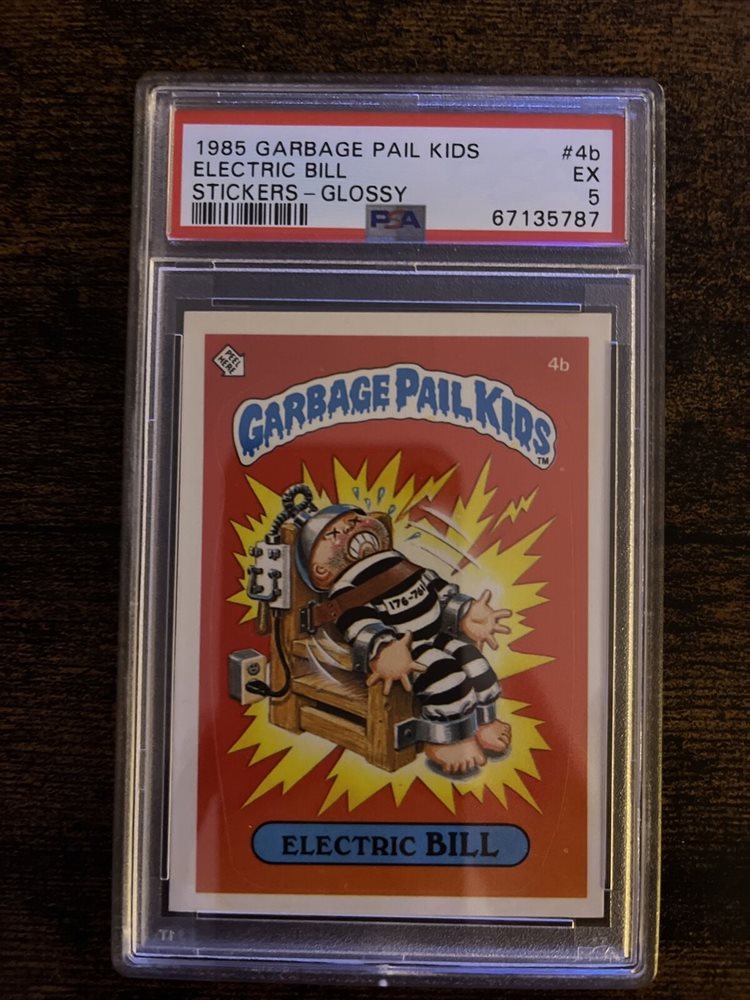 1985 GARBAGE PAIL KIDS #4b
ELECTRIC BILL EX
STICKERS-GLOSSY 5
PSA 67135787
PEEL HERE
4b
GARBAGE PAIL KIDS
TM
176-761
ELECTRIC BILL